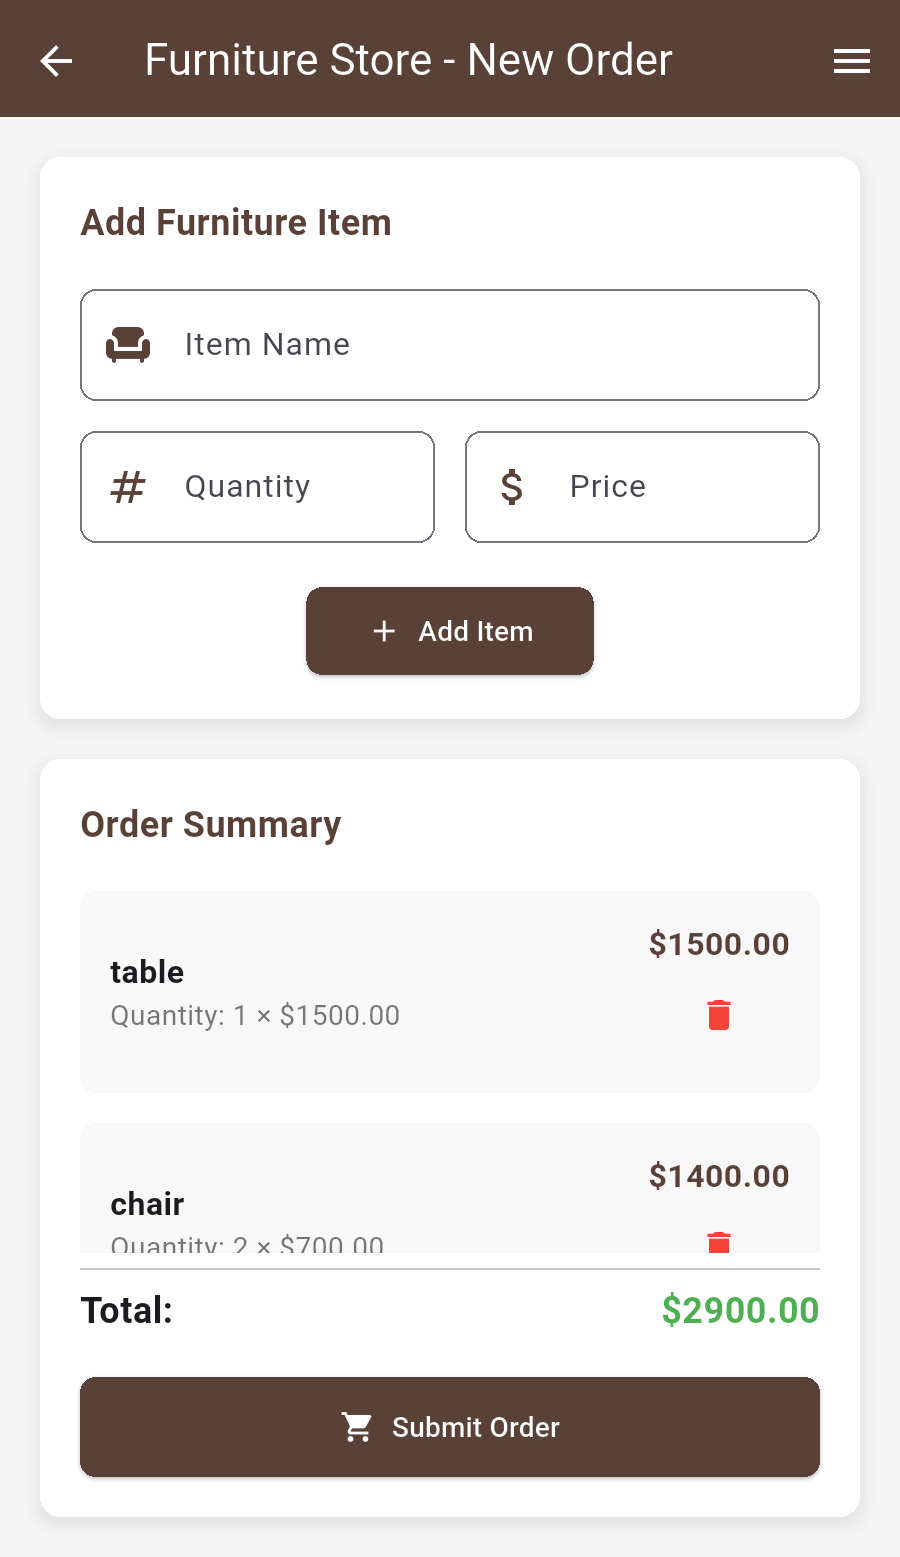 Furniture Store - New Order
Add Furniture Item
Item Name
# Quantity
$ Price
+ Add Item
Order Summary
$1500.00
table
Quantity: 1 × $1500.00
$1400.00
chair
Quantity: 2 × $700.00
Total: $2900.00
Submit Order